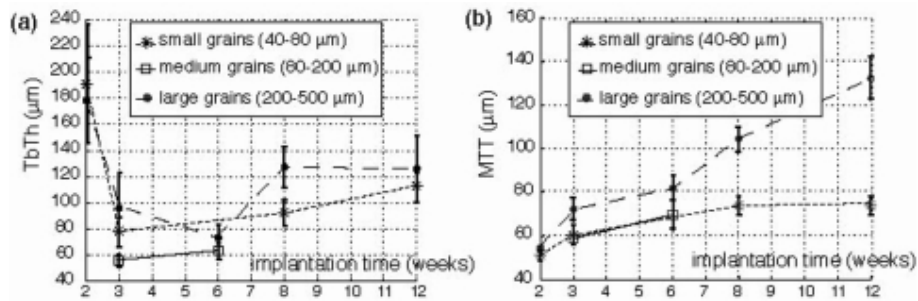 (a)
240
220
200
180
160
140
120
100
80
60
40
TbTh (µm)
small grains (40-80 µm)
medium grains (80-200 µm)
large grains (200-500 µm)
implantation time (weeks)
2 3 4 5 6 7 8 9 10 11 12
(b)
160
140
120
100
80
60
40
MTT (µm)
small grains (40-80 µm)
medium grains (80-200 µm)
large grains (200-500 µm)
implantation time (weeks)
2 3 4 5 6 7 8 9 10 11 12